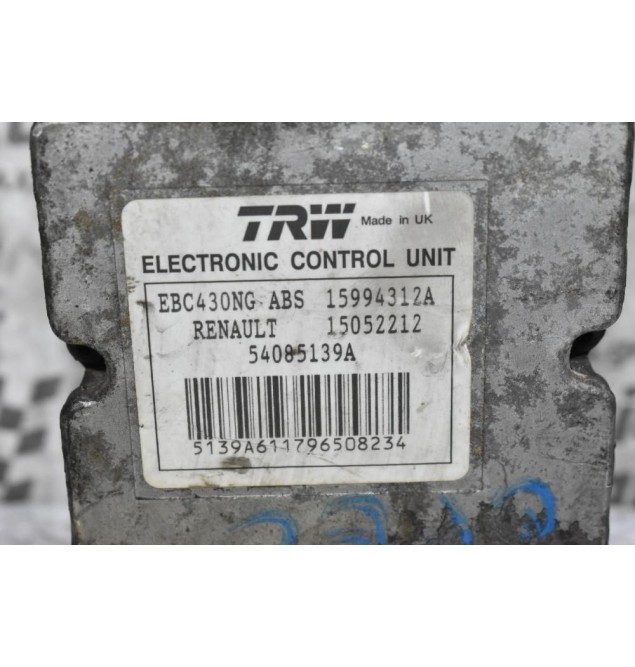 TRW Made in UK
ELECTRONIC CONTROL UNIT
EBC430NG ABS 15994312A
RENAULT 15052212
54085139A
5139A611796508234